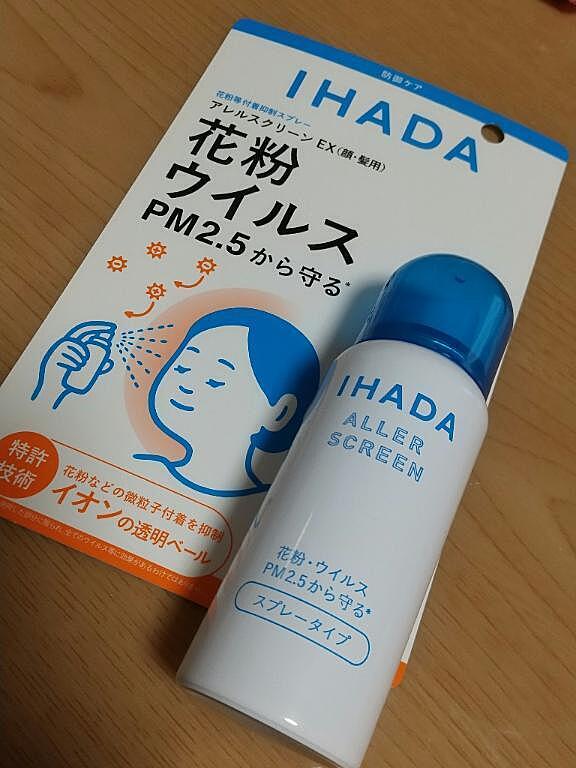 防御ケア
IHADA
花粉等付着抑制スプレー
アレルスクリーン EX(顔・髪用)
花粉
ウイルス
PM2.5から守る*
特許
技術
花粉などの微粒子付着を抑制
イオンの透明ベール
IHADA
ALLER
SCREEN
花粉・ウイルス
PM2.5から守る*
スプレータイプ